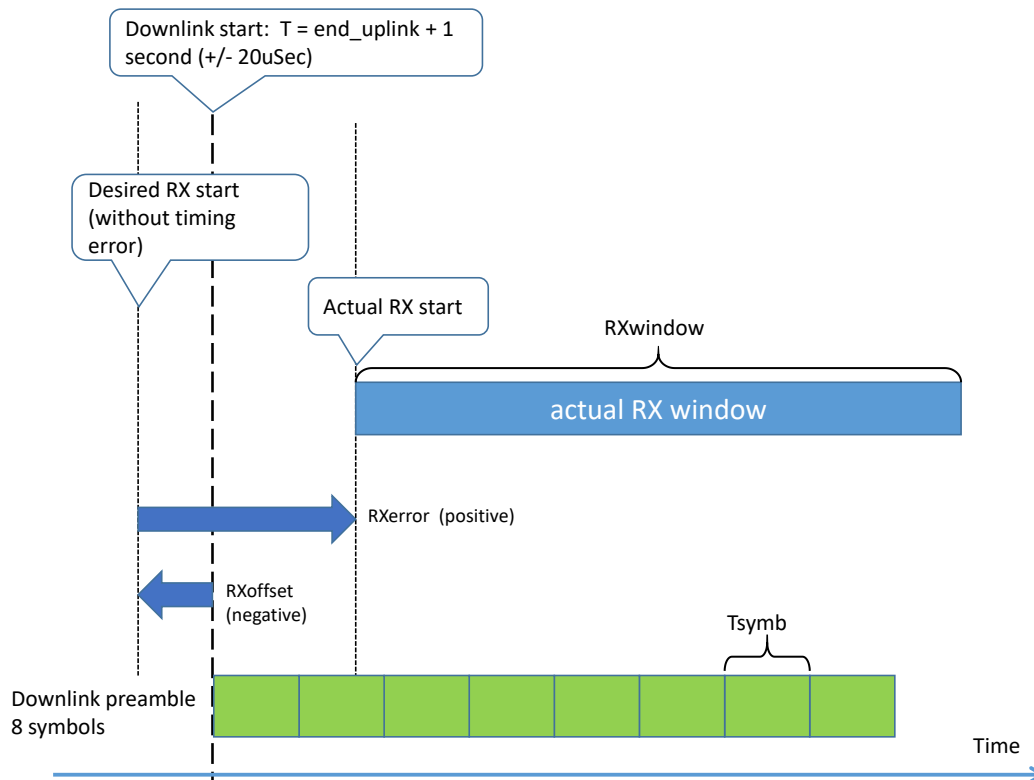 Downlink start:  T = end_uplink + 1
second (+/- 20uSec)
Desired RX start
(without timing
error)
Actual RX start
RXwindow
actual RX window
RXerror  (positive)
RXoffset
(negative)
Tsymb
Downlink preamble
8 symbols
Time